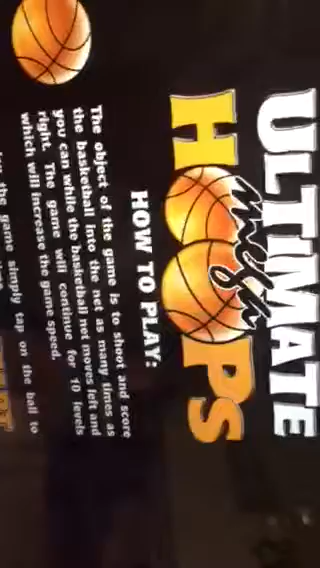 ULTIMATE
mega
HOOPS
HOW TO PLAY:
The object of the game is to shoot and score
the basketball into the net as many times as
you can while the basketball net moves left and
right. The game will continue for 10 levels
which will increase the game speed.
the game simply tap on the ball to